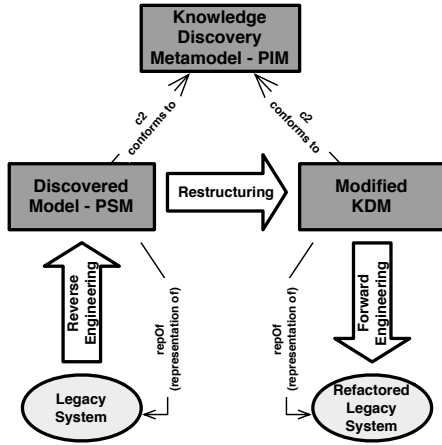 Knowledge
Discovery
Metamodel - PIM
c2
conforms to
c2
conforms to
Discovered
Model - PSM
Restructuring
Modified
KDM
Reverse
Engineering
repOf
(representation of)
repOf
(representation of)
Forward
Engineering
Legacy
System
Refactored
Legacy
System